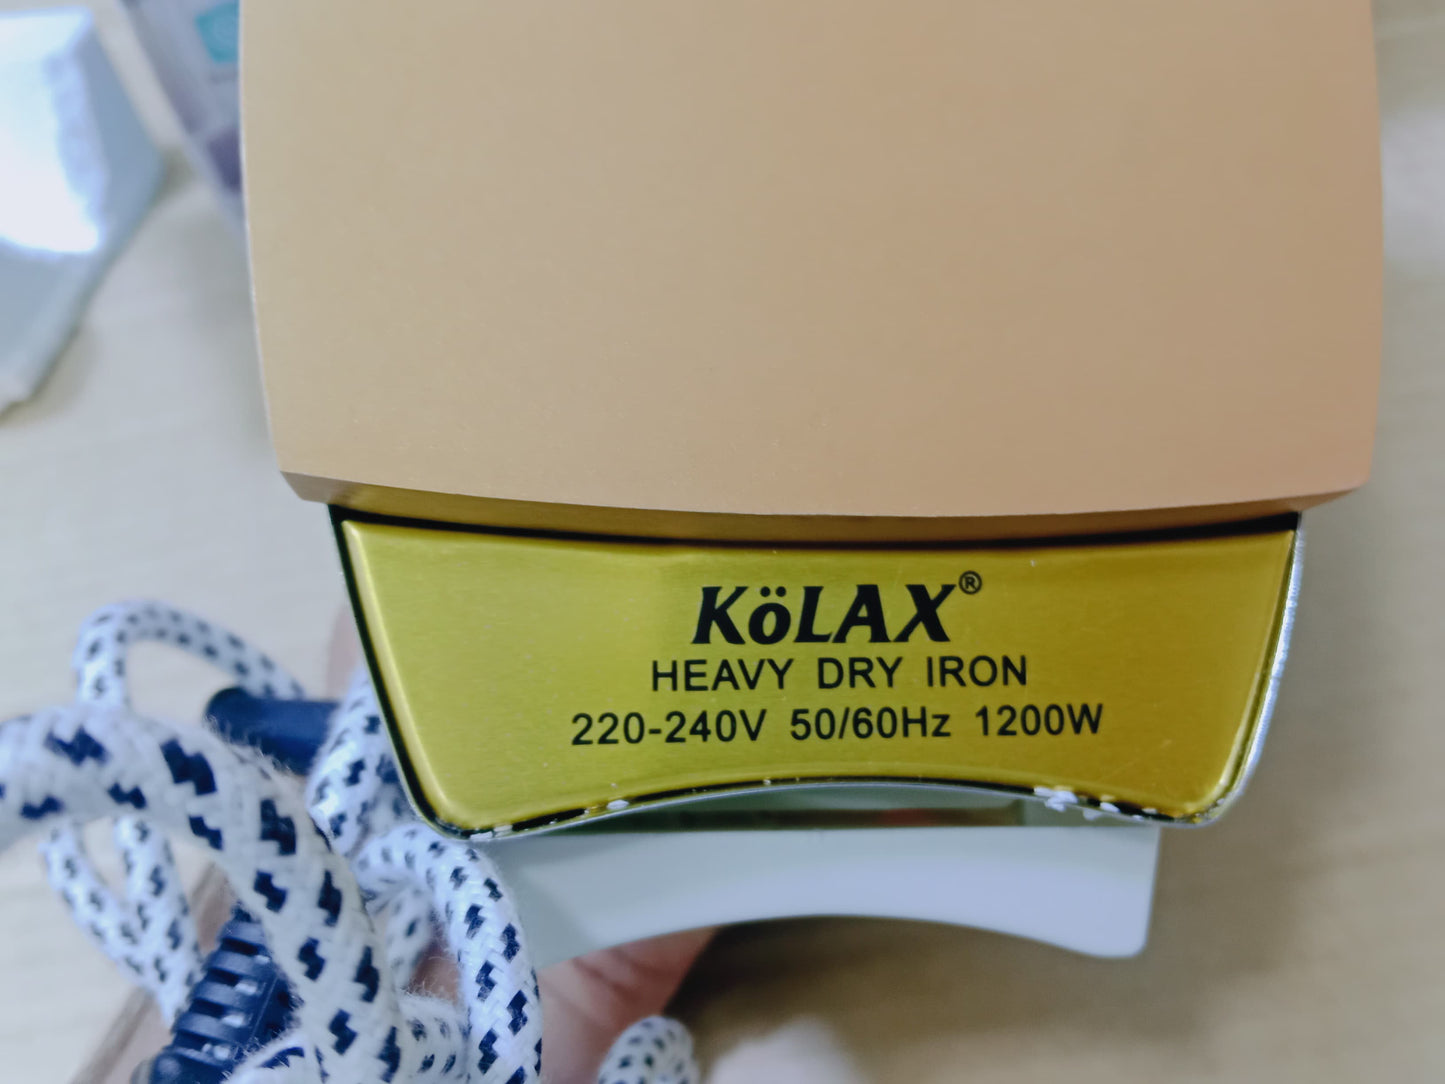 KöLAX®
HEAVY DRY IRON
220-240V 50/60Hz 1200W